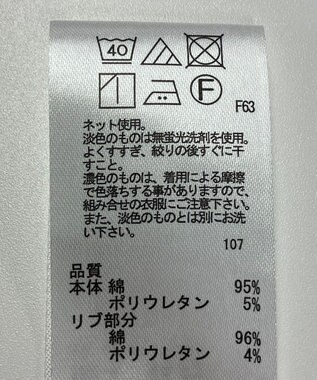 40
F
F63
ネット使用。
淡色のものは無蛍光洗剤を使用。
よくすすぎ、絞りの後すぐに干
すこと。
濃色のものは、着用による摩擦
で色落ちする事がありますので、
組み合せの衣服にご注意下さい。
また、淡色のものとは別にお洗
い下さい。
107
品質
本体 綿 95%
ポリウレタン 5%
リブ部分
綿 96%
ポリウレタン 4%